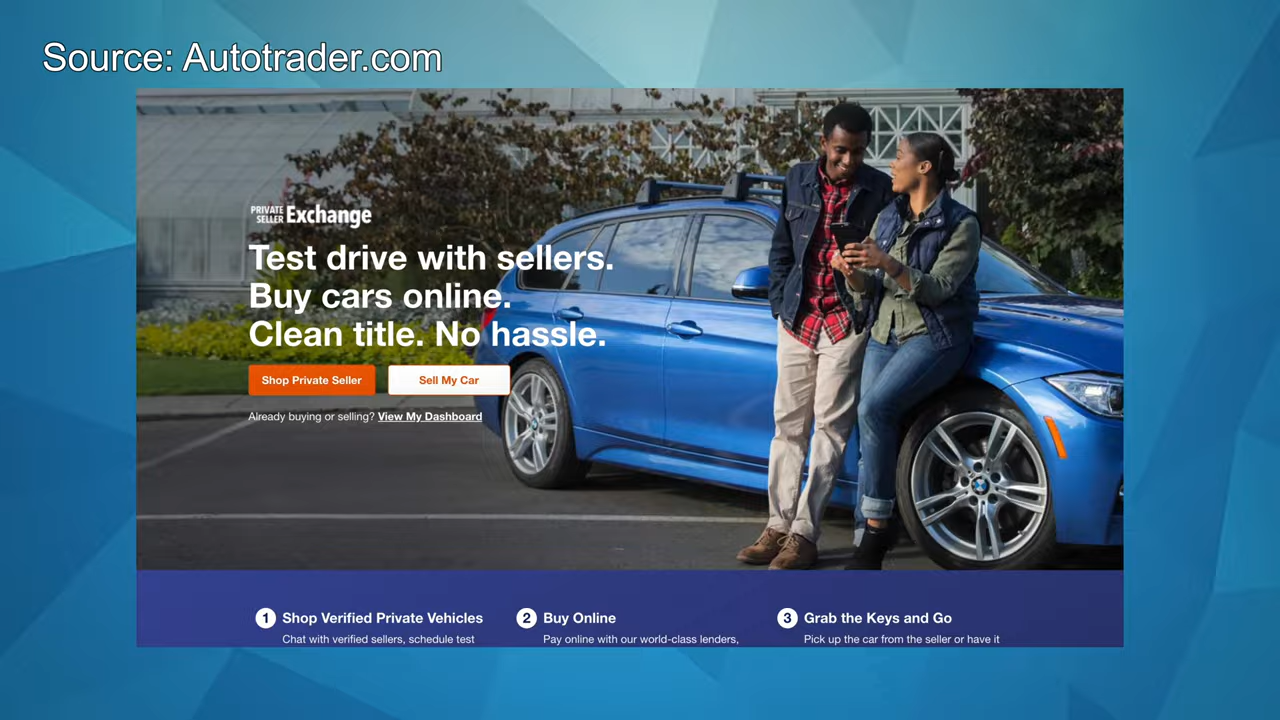 Source: Autotrader.com
PRIVATE
SELLER Exchange
Test drive with sellers.
Buy cars online.
Clean title. No hassle.
Shop Private Seller
Sell My Car
Already buying or selling? View My Dashboard
1 Shop Verified Private Vehicles
Chat with verified sellers, schedule test
2 Buy Online
Pay online with our world-class lenders,
3 Grab the Keys and Go
Pick up the car from the seller or have it